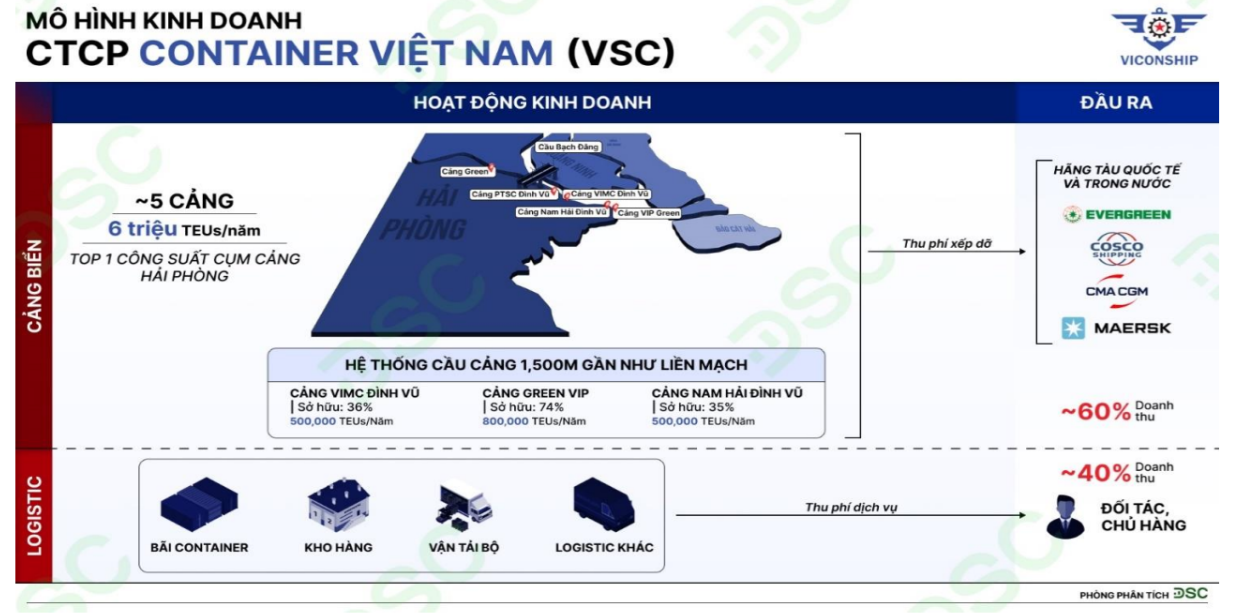 MÔ HÌNH KINH DOANH
CTCP CONTAINER VIỆT NAM (VSC)
VICONSHIP
HOẠT ĐỘNG KINH DOANH
ĐẦU RA
CẢNG BIỂN
~5 CẢNG
6 triệu TEUs/năm
TOP 1 CÔNG SUẤT CỤM CẢNG
HẢI PHÒNG
Cầu Bạch Đằng
Cảng Green
HẢI
PHÒNG
Cảng PTSC Đình Vũ
Cảng VIMC Đình Vũ
Cảng Nam Hải Đình Vũ
Cảng VIP Green
ĐẢO CÁT HẢI
Thu phí xếp dỡ
HÃNG TÀU QUỐC TẾ
VÀ TRONG NƯỚC
EVERGREEN
COSCO
SHIPPING
CMA CGM
MAERSK
HỆ THỐNG CẦU CẢNG 1,500M GẦN NHƯ LIỀN MẠCH
CẢNG VIMC ĐÌNH VŨ
| Sở hữu: 36%
500,000 TEUs/Năm
CẢNG GREEN VIP
| Sở hữu: 74%
800,000 TEUs/Năm
CẢNG NAM HẢI ĐÌNH VŨ
| Sở hữu: 35%
500,000 TEUs/Năm
~60% Doanh thu
LOGISTIC
BÃI CONTAINER
KHO HÀNG
VẬN TẢI BỘ
LOGISTIC KHÁC
Thu phí dịch vụ
~40% Doanh thu
ĐỐI TÁC,
CHỦ HÀNG
PHÒNG PHÂN TÍCH DSC